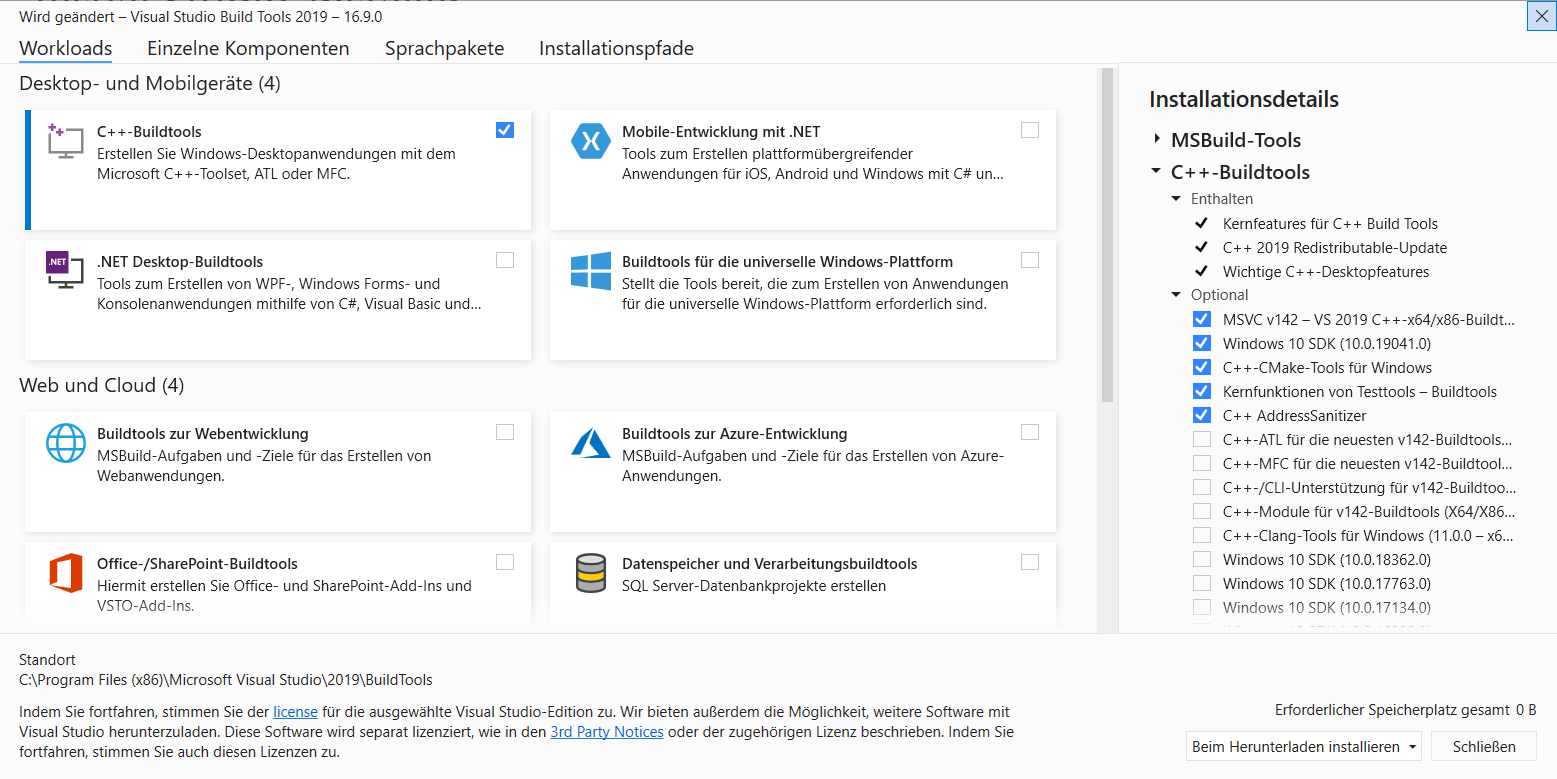 Wird geändert – Visual Studio Build Tools 2019 – 16.9.0
Workloads
Einzelne Komponenten
Sprachpakete
Installationspfade
Desktop- und Mobilgeräte (4)
C++-Buildtools
Erstellen Sie Windows-Desktopanwendungen mit dem
Microsoft C++-Toolset, ATL oder MFC.
Mobile-Entwicklung mit .NET
Tools zum Erstellen plattformübergreifender
Anwendungen für iOS, Android und Windows mit C# un...
.NET
.NET Desktop-Buildtools
Tools zum Erstellen von WPF-, Windows Forms- und
Konsolenanwendungen mithilfe von C#, Visual Basic und...
Buildtools für die universelle Windows-Plattform
Stellt die Tools bereit, die zum Erstellen von Anwendungen
für die universelle Windows-Plattform erforderlich sind.
Web und Cloud (4)
Buildtools zur Webentwicklung
MSBuild-Aufgaben und -Ziele für das Erstellen von
Webanwendungen.
Buildtools zur Azure-Entwicklung
MSBuild-Aufgaben und -Ziele für das Erstellen von Azure-
Anwendungen.
Office-/SharePoint-Buildtools
Hiermit erstellen Sie Office- und SharePoint-Add-Ins und
VSTO-Add-Ins.
Datenspeicher und Verarbeitungsbuildtools
SQL Server-Datenbankprojekte erstellen
Installationsdetails
MSBuild-Tools
C++-Buildtools
Enthalten
Kernfeatures für C++ Build Tools
C++ 2019 Redistributable-Update
Wichtige C++-Desktopfeatures
Optional
MSVC v142 – VS 2019 C++-x64/x86-Buildt...
Windows 10 SDK (10.0.19041.0)
C++-CMake-Tools für Windows
Kernfunktionen von Testtools – Buildtools
C++ AddressSanitizer
C++-ATL für die neuesten v142-Buildtools...
C++-MFC für die neuesten v142-Buildtool...
C++-/CLI-Unterstützung für v142-Buildtoo...
C++-Module für v142-Buildtools (X64/X86...
C++-Clang-Tools für Windows (11.0.0 – x6...
Windows 10 SDK (10.0.18362.0)
Windows 10 SDK (10.0.17763.0)
Windows 10 SDK (10.0.17134.0)
Standort
C:\Program Files (x86)\Microsoft Visual Studio\2019\BuildTools
Indem Sie fortfahren, stimmen Sie der license für die ausgewählte Visual Studio-Edition zu. Wir bieten außerdem die Möglichkeit, weitere Software mit
Visual Studio herunterzuladen. Diese Software wird separat lizenziert, wie in den 3rd Party Notices oder der zugehörigen Lizenz beschrieben. Indem Sie
fortfahren, stimmen Sie auch diesen Lizenzen zu.
Erforderlicher Speicherplatz gesamt 0 B
Beim Herunterladen installieren
Schließen